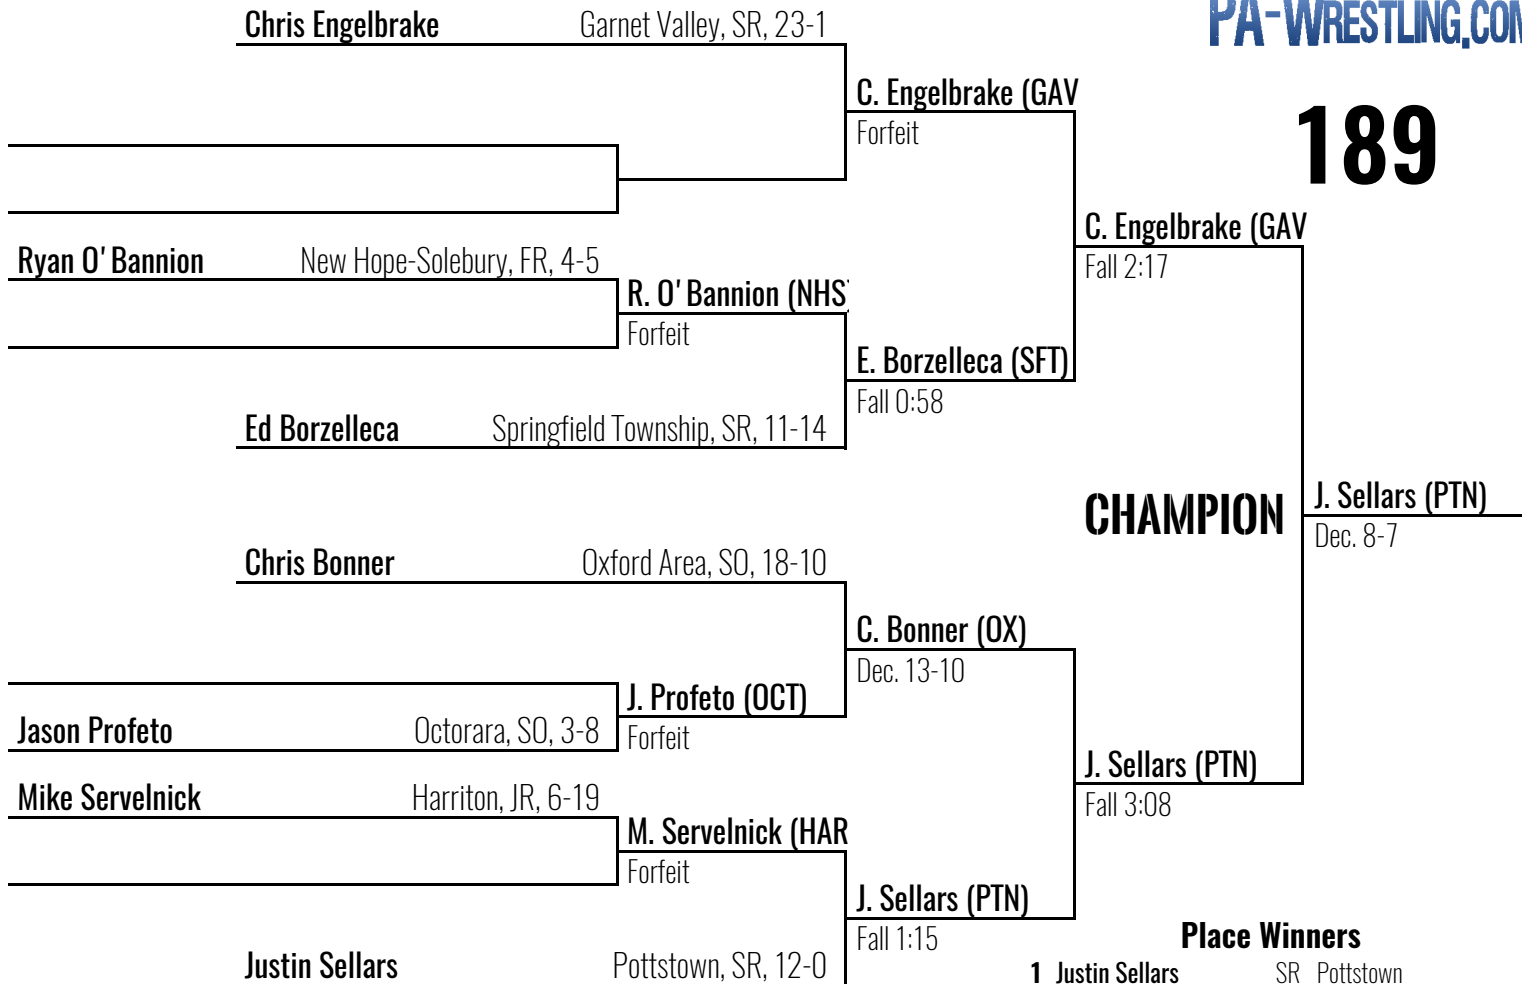 PA-WRESTLING.COM
Chris Engelbrake Garnet Valley, SR, 23-1
C. Engelbrake (GAV
Forfeit
189
C. Engelbrake (GAV
Fall 2:17
Ryan O'Bannion New Hope-Solebury, FR, 4-5
R. O'Bannion (NHS)
Forfeit
E. Borzelleca (SFT)
Fall 0:58
Ed Borzelleca Springfield Township, SR, 11-14
CHAMPION
J. Sellars (PTN)
Dec. 8-7
Chris Bonner Oxford Area, SO, 18-10
C. Bonner (OX)
Dec. 13-10
J. Profeto (OCT)
Jason Profeto Octorara, SO, 3-8
Forfeit
J. Sellars (PTN)
Fall 3:08
Mike Servelnick Harriton, JR, 6-19
M. Servelnick (HAR
Forfeit
J. Sellars (PTN)
Fall 1:15
Justin Sellars Pottstown, SR, 12-0
Place Winners
1 Justin Sellars SR Pottstown